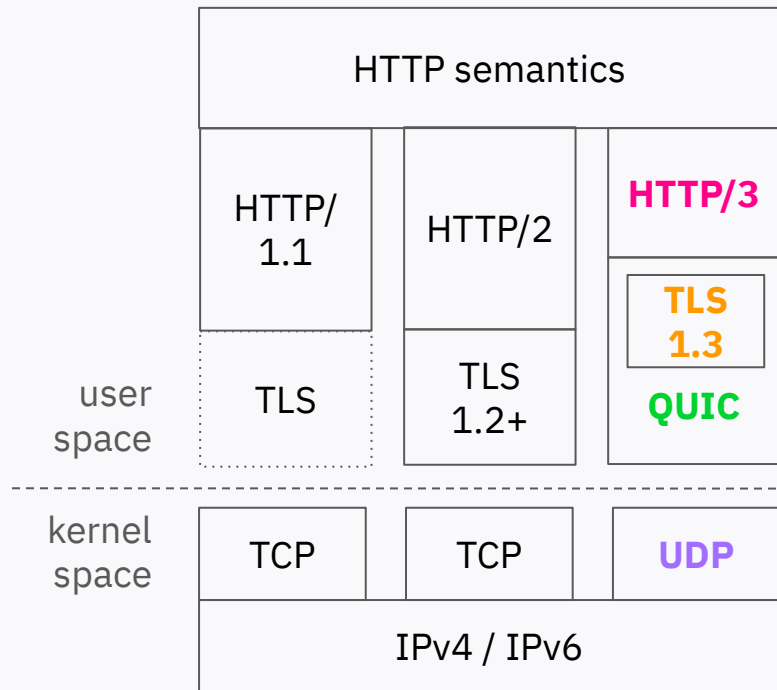 HTTP semantics
HTTP/
1.1
HTTP/2
HTTP/3
TLS
1.3
QUIC
TLS
TLS
1.2+
user
space
kernel
space
TCP
TCP
UDP
IPv4 / IPv6